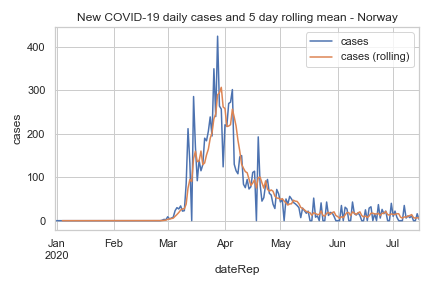 New COVID-19 daily cases and 5 day rolling mean - Norway
cases
cases (rolling)
400
300
200
100
0
cases
Jan Feb Mar Apr May Jun Jul
2020
dateRep